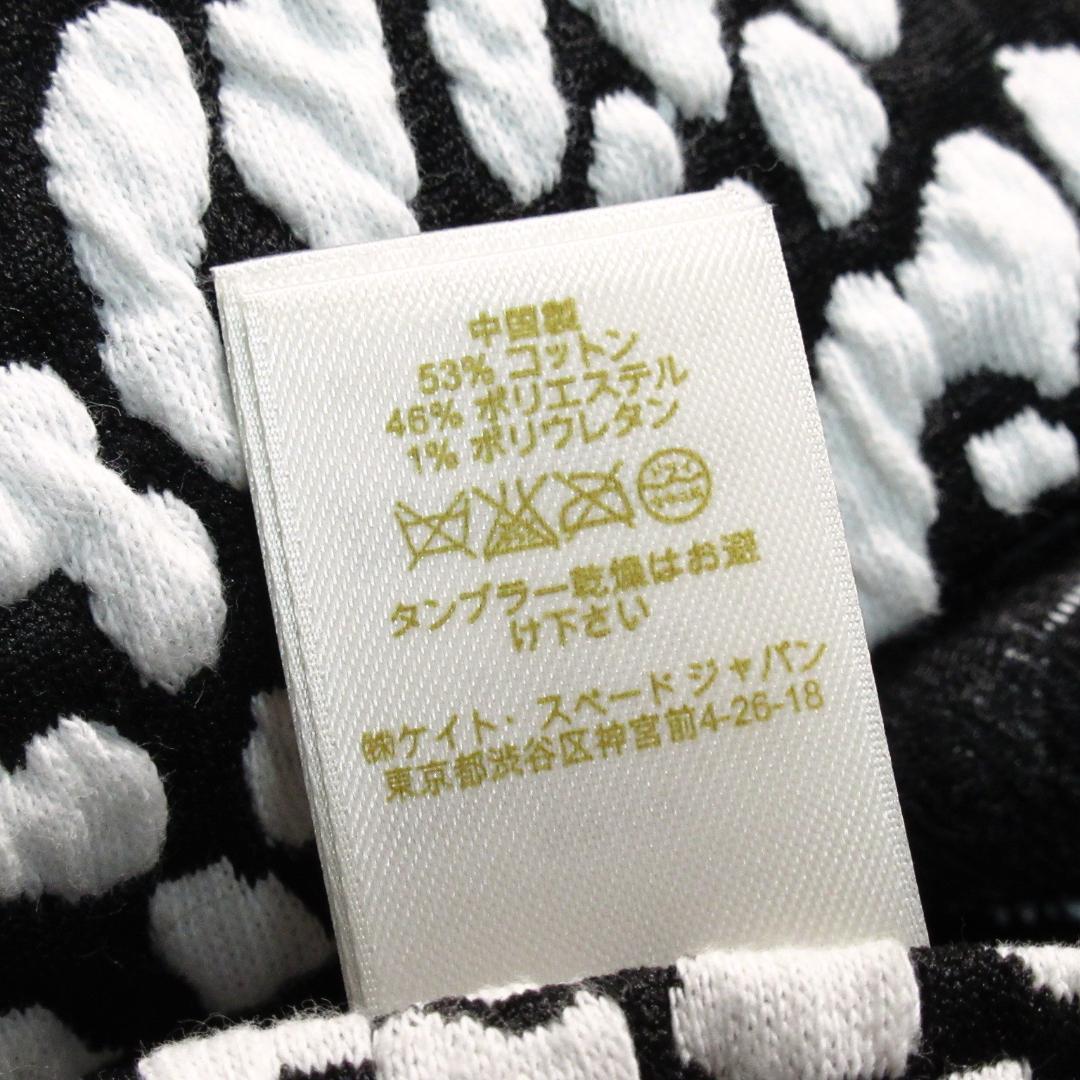 中国製
53% コットン
46% ポリエステル
1% ポリウレタン
タンブラー乾燥はお避
け下さい
㈱ケイト・スペード ジャパン
東京都渋谷区神宮前4-26-18